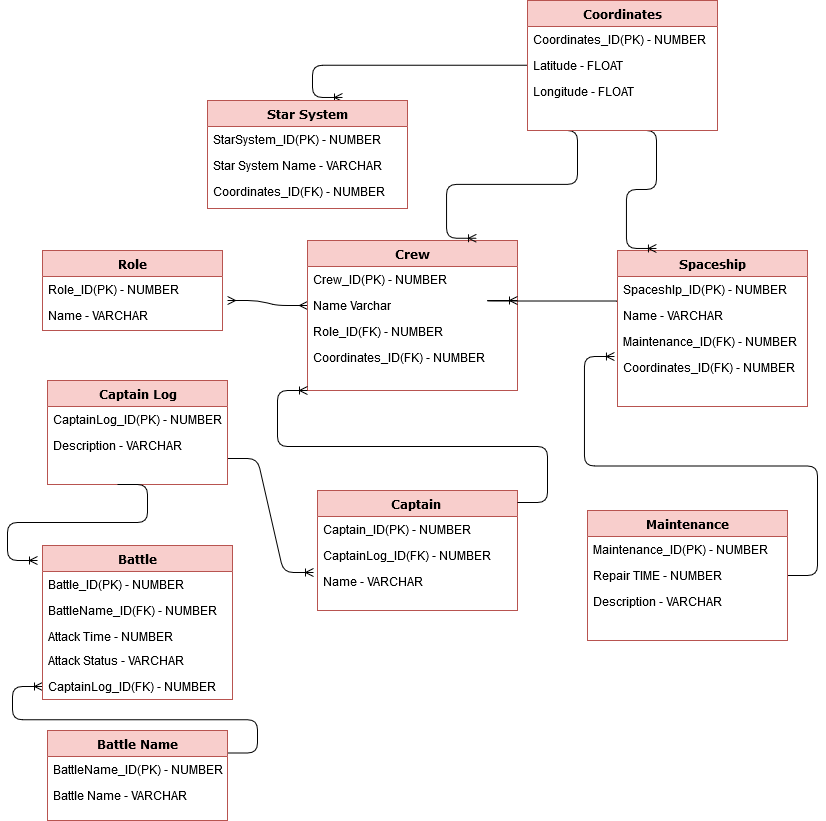 Coordinates
Coordinates_ID(PK) - NUMBER
Latitude - FLOAT
Longitude - FLOAT
Star System
StarSystem_ID(PK) - NUMBER
Star System Name - VARCHAR
Coordinates_ID(FK) - NUMBER
Role
Role_ID(PK) - NUMBER
Name - VARCHAR
Crew
Crew_ID(PK) - NUMBER
Name Varchar
Role_ID(FK) - NUMBER
Coordinates_ID(FK) - NUMBER
Spaceship
SpaceshIp_ID(PK) - NUMBER
Name - VARCHAR
Maintenance_ID(FK) - NUMBER
Coordinates_ID(FK) - NUMBER
Captain Log
CaptainLog_ID(PK) - NUMBER
Description - VARCHAR
Captain
Captain_ID(PK) - NUMBER
CaptainLog_ID(FK) - NUMBER
Name - VARCHAR
Maintenance
Maintenance_ID(PK) - NUMBER
Repair TIME - NUMBER
Description - VARCHAR
Battle
Battle_ID(PK) - NUMBER
BattleName_ID(FK) - NUMBER
Attack Time - NUMBER
Attack Status - VARCHAR
CaptainLog_ID(FK) - NUMBER
Battle Name
BattleName_ID(PK) - NUMBER
Battle Name - VARCHAR